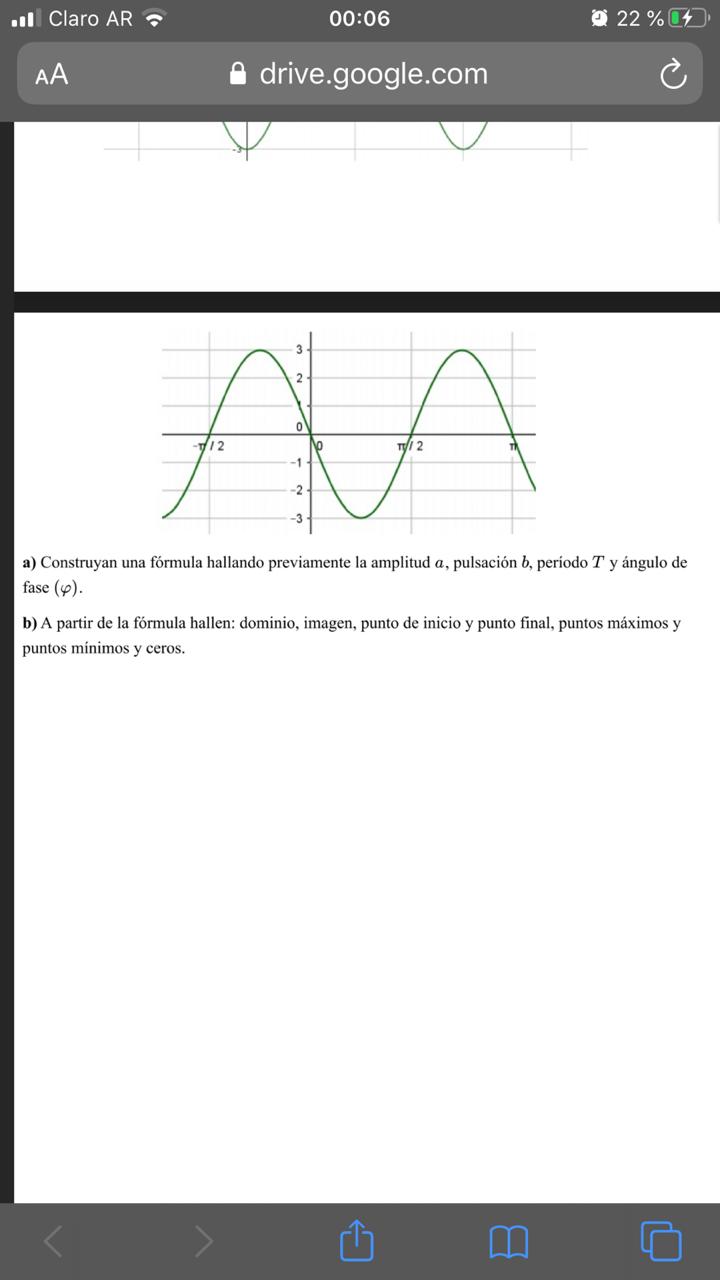 Claro AR 00:06 22 %
AA drive.google.com
-3
3
2
1
0
-π / 2 0 π / 2 π
-1
-2
-3
a) Construyan una fórmula hallando previamente la amplitud a, pulsación b, período T y ángulo de
fase (φ).
b) A partir de la fórmula hallen: dominio, imagen, punto de inicio y punto final, puntos máximos y
puntos mínimos y ceros.